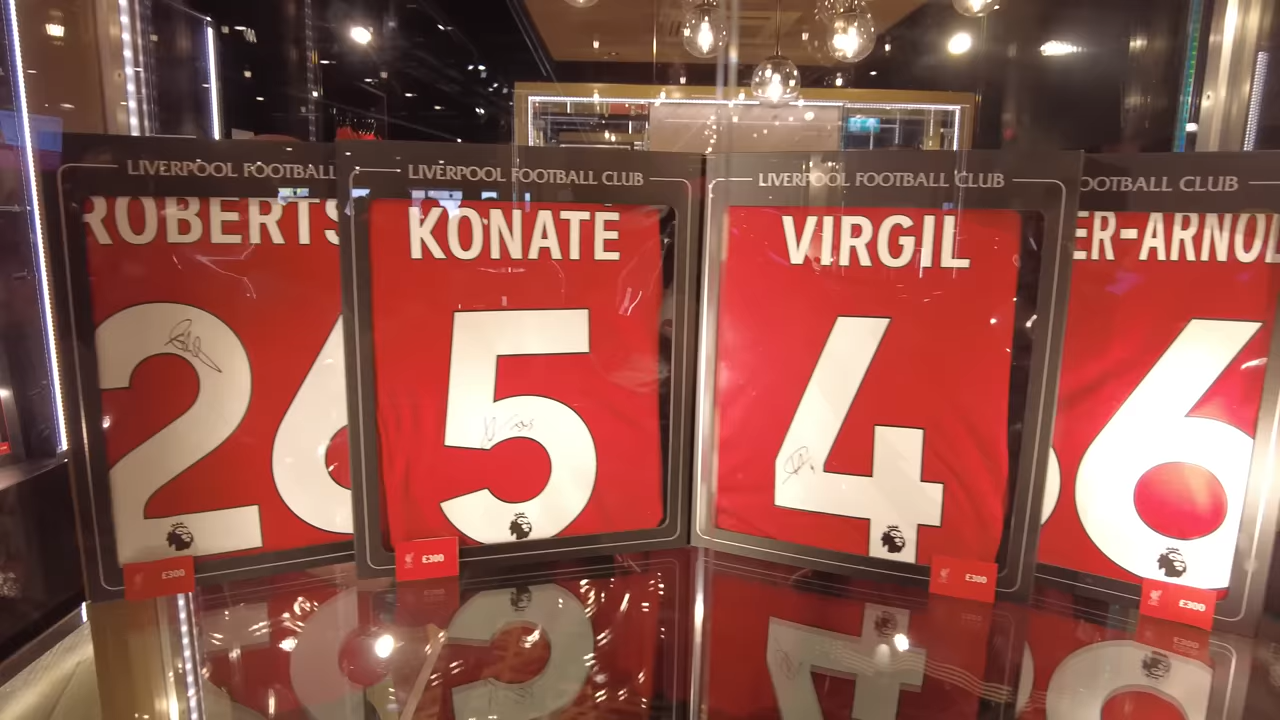 LIVERPOOL FOOTBALL
ROBERTS
26
£300
LIVERPOOL FOOTBALL CLUB
KONATE
5
£300
LIVERPOOL FOOTBALL CLUB
VIRGIL
4
£300
OOTBALL CLUB
ER-ARNOL
66
£300